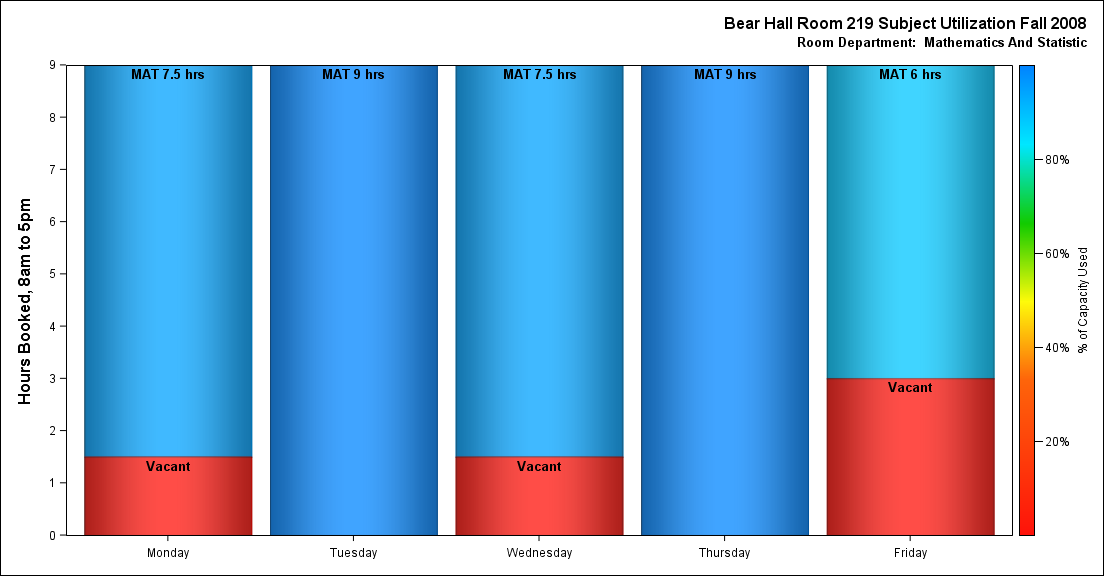 Bear Hall Room 219 Subject Utilization Fall 2008
Room Department:  Mathematics And Statistic
Hours Booked, 8am to 5pm
9
8
7
6
5
4
3
2
1
0
MAT 7.5 hrs
MAT 9 hrs
MAT 7.5 hrs
MAT 9 hrs
MAT 6 hrs
Vacant
Vacant
Vacant
Monday
Tuesday
Wednesday
Thursday
Friday
80%
60%
40%
20%
% of Capacity Used